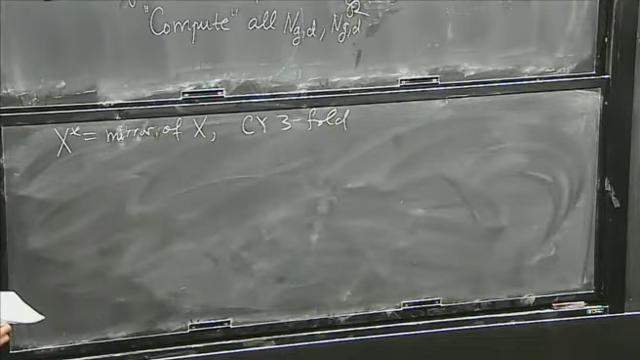 "Compute" all N_{g,d}, N_{g,d}
X* = mirror of X, CY 3-fold